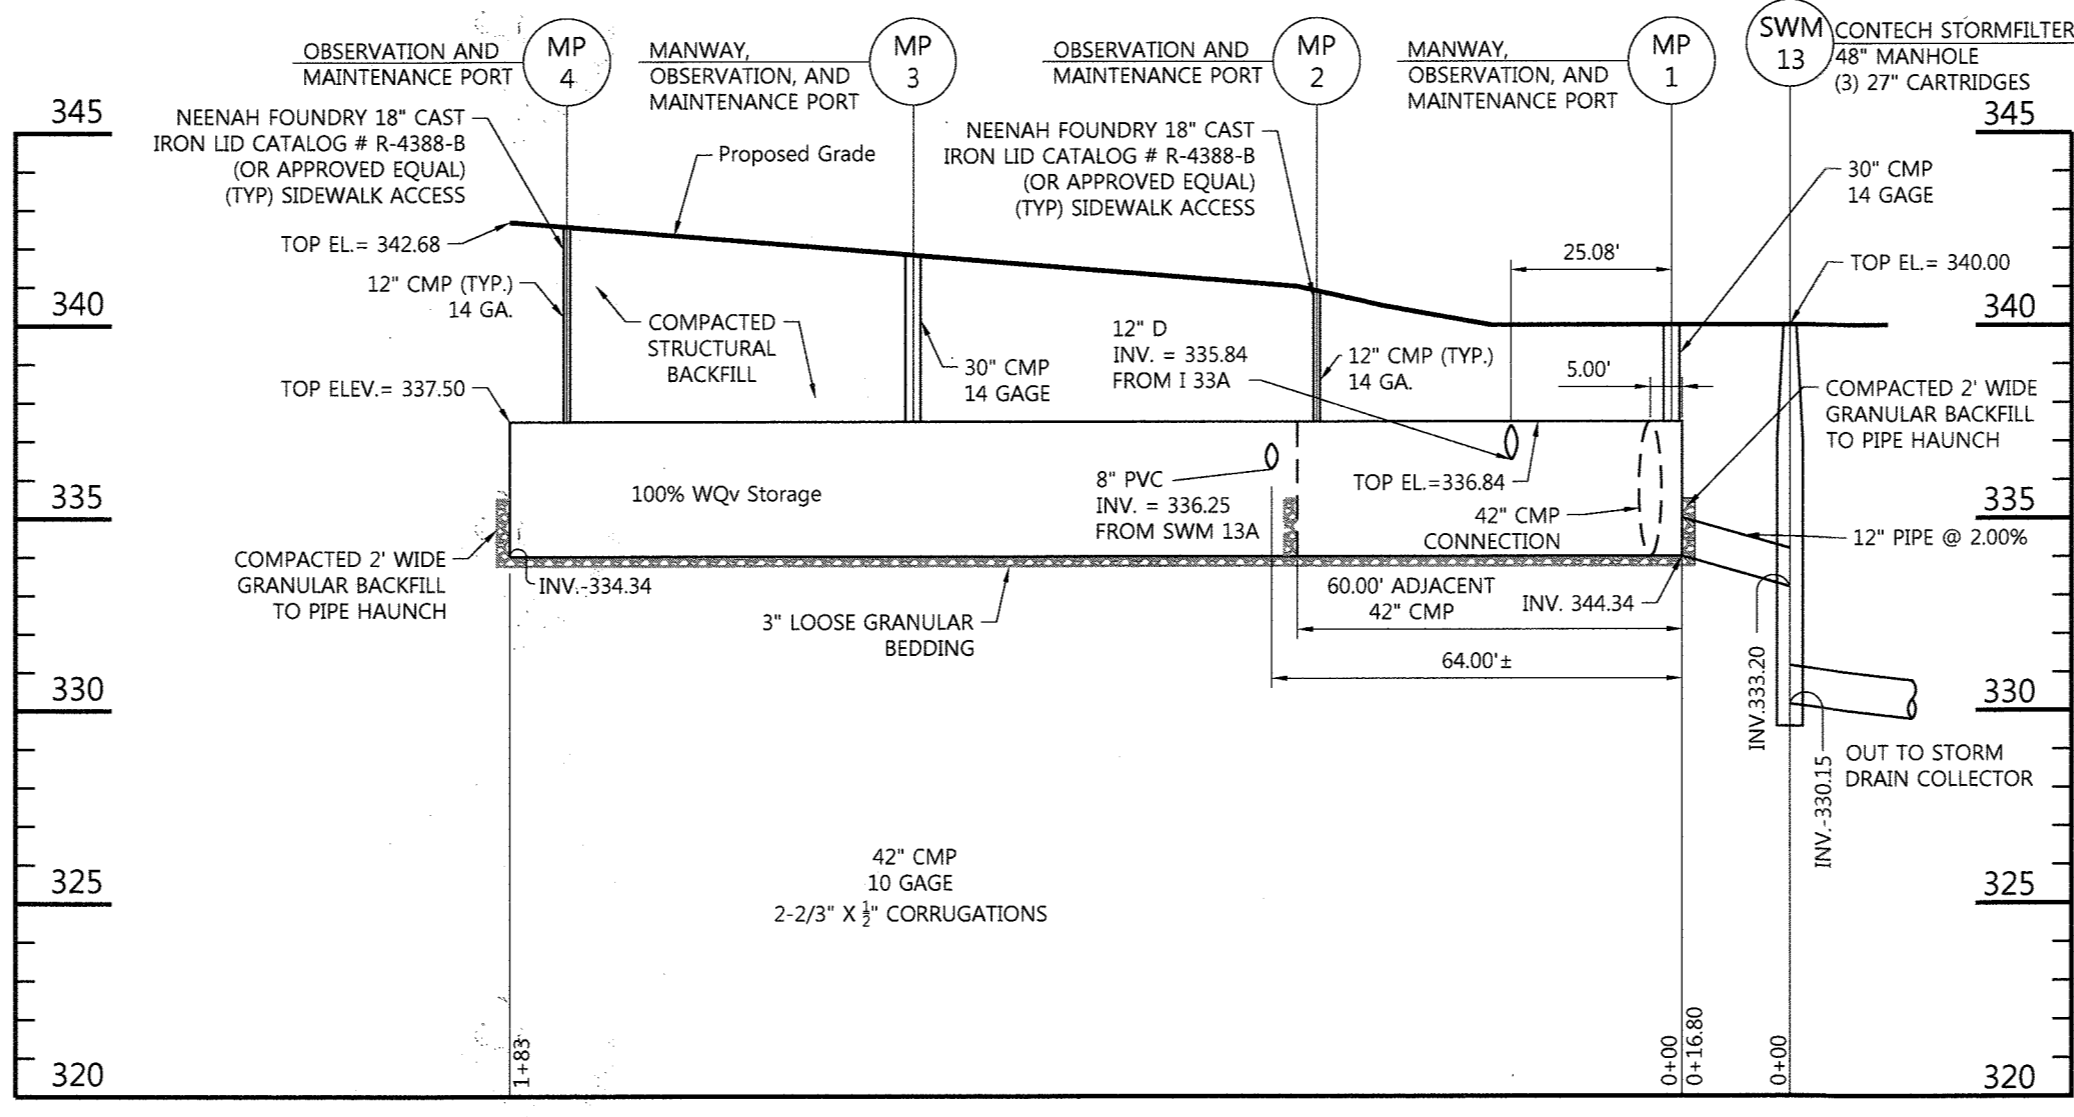 OBSERVATION AND
MAINTENANCE PORT
MP
4
MANWAY,
OBSERVATION, AND
MAINTENANCE PORT
MP
3
OBSERVATION AND
MAINTENANCE PORT
MP
2
MANWAY,
OBSERVATION, AND
MAINTENANCE PORT
MP
1
SWM
13
CONTECH STORMFILTER
48" MANHOLE
(3) 27" CARTRIDGES
345
345
NEENAH FOUNDRY 18" CAST
IRON LID CATALOG # R-4388-B
(OR APPROVED EQUAL)
(TYP) SIDEWALK ACCESS
Proposed Grade
NEENAH FOUNDRY 18" CAST
IRON LID CATALOG # R-4388-B
(OR APPROVED EQUAL)
(TYP) SIDEWALK ACCESS
30" CMP
14 GAGE
TOP EL.= 342.68
25.08'
TOP EL.= 340.00
12" CMP (TYP.)
14 GA.
340
340
COMPACTED
STRUCTURAL
BACKFILL
30" CMP
14 GAGE
12" D
INV. = 335.84
FROM I 33A
12" CMP (TYP.)
14 GA.
5.00'
TOP ELEV.= 337.50
COMPACTED 2' WIDE
GRANULAR BACKFILL
TO PIPE HAUNCH
100% WQv Storage
8" PVC
INV. = 336.25
FROM SWM 13A
TOP EL.=336.84
42" CMP
CONNECTION
335
335
12" PIPE @ 2.00%
COMPACTED 2' WIDE
GRANULAR BACKFILL
TO PIPE HAUNCH
INV.-334.34
3" LOOSE GRANULAR
BEDDING
60.00' ADJACENT
42" CMP
INV. 344.34
64.00'±
INV.333.20
330
330
INV.-330.15
OUT TO STORM
DRAIN COLLECTOR
42" CMP
10 GAGE
2-2/3" X ½" CORRUGATIONS
325
325
1+83
0+00
0+16.80
0+00
320
320